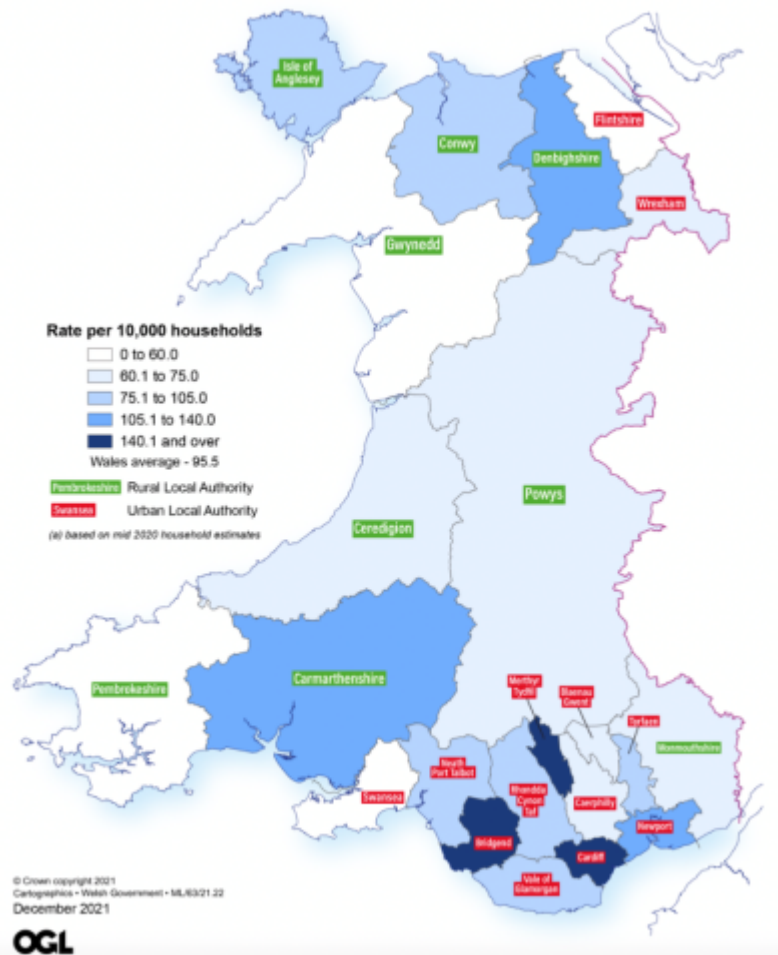 Isle of
Anglesey
Conwy
Denbighshire
Flintshire
Wrexham
Gwynedd
Rate per 10,000 households
0 to 60.0
60.1 to 75.0
75.1 to 105.0
105.1 to 140.0
140.1 and over
Wales average - 95.5
Pembrokeshire Rural Local Authority
Swansea Urban Local Authority
(a) based on mid 2020 household estimates
Powys
Ceredigion
Pembrokeshire
Carmarthenshire
Merthyr
Tydfil
Blaenau
Gwent
Torfaen
Monmouthshire
Swansea
Neath
Port Talbot
Rhondda
Cynon
Taf
Caerphilly
Newport
Bridgend
Cardiff
Vale of
Glamorgan
© Crown copyright 2021
Cartographics • Welsh Government • ML/63/21.22
December 2021
OGL